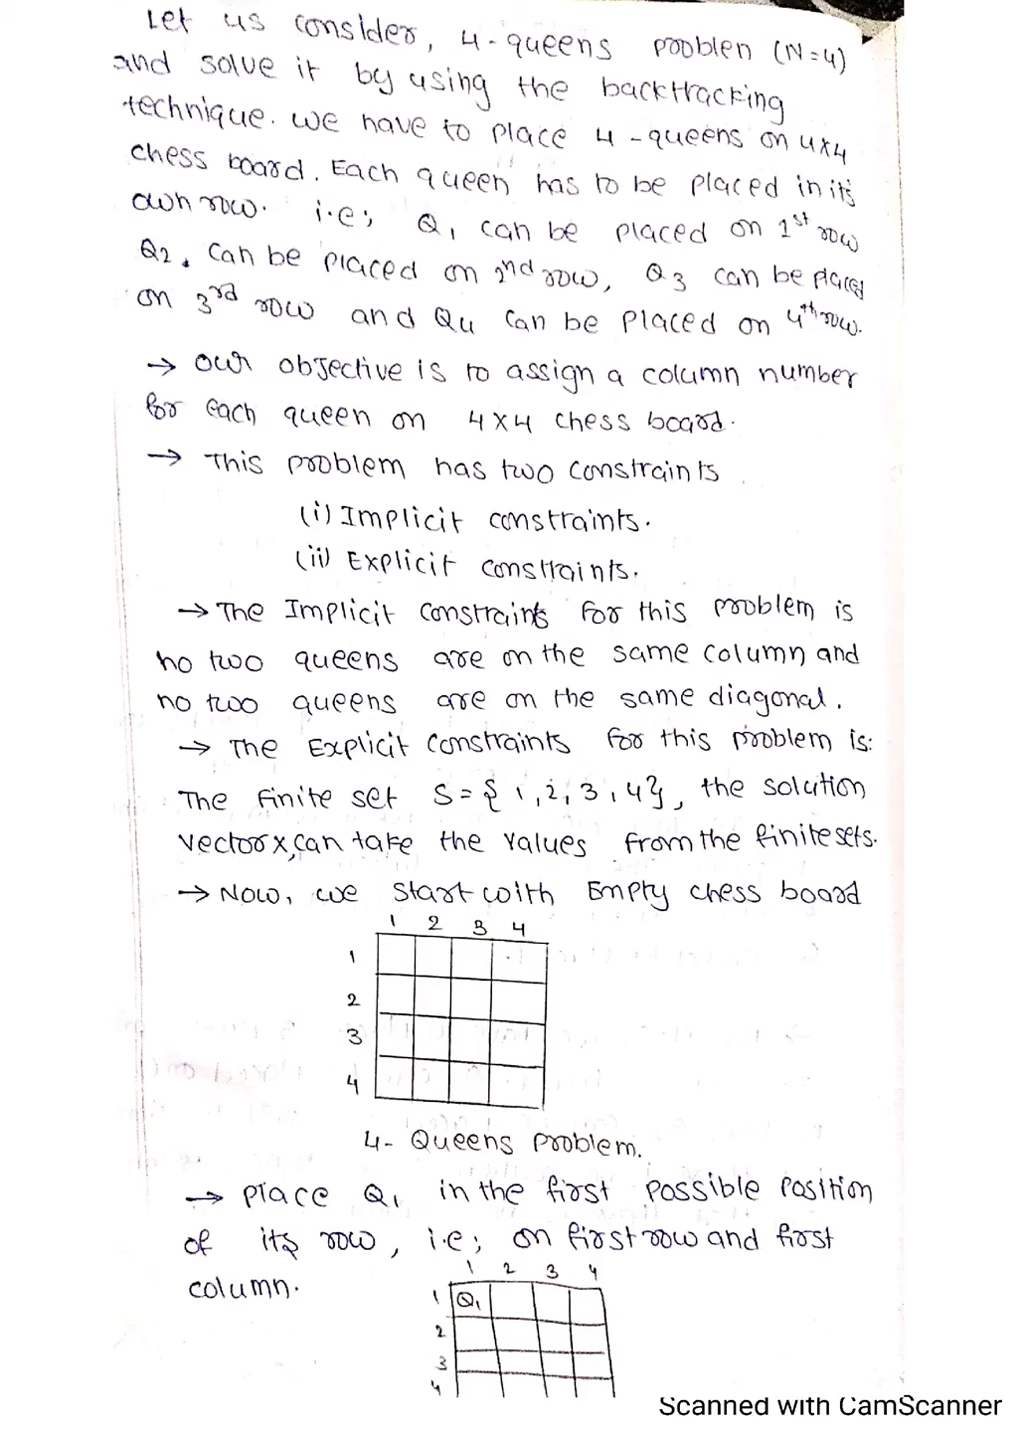 Let us consider, 4-queens problen (N=4)
and solve it by using the backtracking
technique. we have to place 4-queens on 4x4
chess board. Each queen has to be placed in its
own row. i.e; Q1 can be placed on 1st row
Q2. Can be placed on 2nd row, Q3 can be placed
on 3rd row and Q4 can be placed on 4th row.
→ our objective is to assign a column number
for each queen on 4x4 chess board.
→ This problem has two constraints
(i) Implicit constraints.
(ii) Explicit constraints.
→ The Implicit constraints for this problem is
no two queens are on the same column and
no two queens are on the same diagonal.
→ The Explicit constraints for this problem is:
The finite set S={1,2,3,4}, the solution
vector x, can take the values from the finite sets.
→ Now, we start with Empty chess board
1 2 3 4
1
2
3
4
4- Queens problem.
→ place Q1 in the first possible position
of its row, i.e; on first row and first
column.
1 2 3 4
1 Q1
2
3
4
Scanned with CamScanner